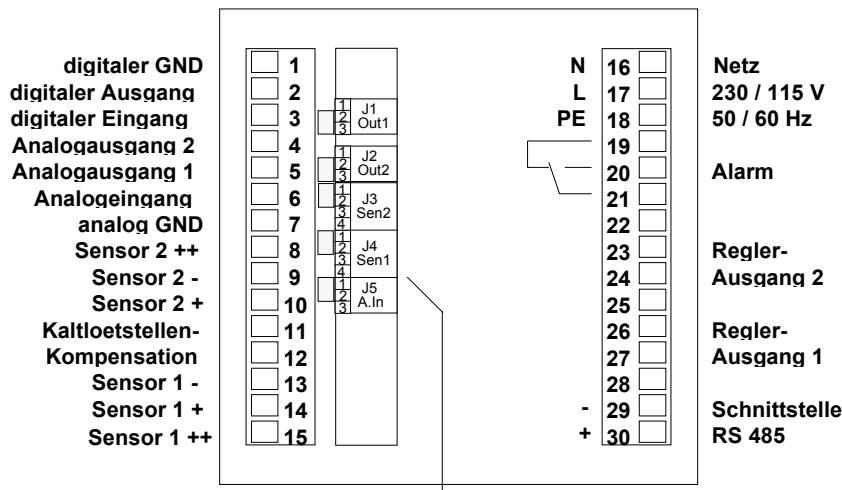 digitaler GND 1 N 16 Netz
digitaler Ausgang 2 L 17 230 / 115 V
digitaler Eingang 3 PE 18 50 / 60 Hz
Analogausgang 2 4 19
Analogausgang 1 5 20 Alarm
Analogeingang 6 21
analog GND 7 22
Sensor 2 ++ 8 23 Regler-
Sensor 2 - 9 24 Ausgang 2
Sensor 2 + 10 25
Kaltloetstellen- 11 26 Regler-
Kompensation 12 27 Ausgang 1
Sensor 1 - 13 28
Sensor 1 + 14 - 29 Schnittstelle
Sensor 1 ++ 15 + 30 RS 485
1
2
3
J1
Out1
1
2
3
J2
Out2
1
2
3
4
J3
Sen2
1
2
3
4
J4
Sen1
1
2
3
J5
A.In